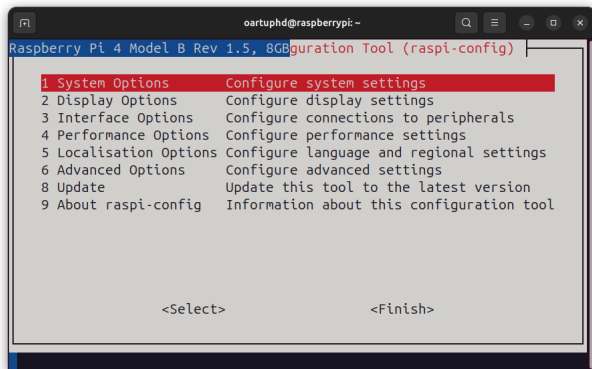 oartuphd@raspberrypi: ~
Raspberry Pi 4 Model B Rev 1.5, 8GBguration Tool (raspi-config)
1 System Options Configure system settings
2 Display Options Configure display settings
3 Interface Options Configure connections to peripherals
4 Performance Options Configure performance settings
5 Localisation Options Configure language and regional settings
6 Advanced Options Configure advanced settings
8 Update Update this tool to the latest version
9 About raspi-config Information about this configuration tool
<Select> <Finish>